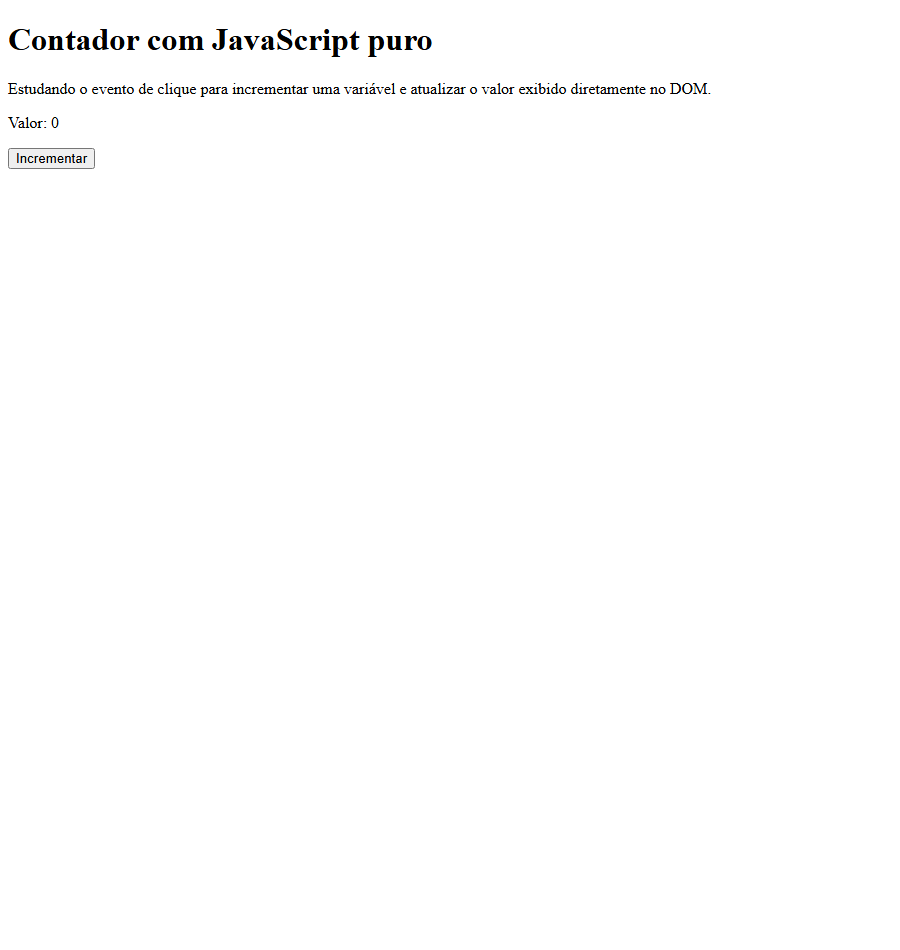 Contador com JavaScript puro
Estudando o evento de clique para incrementar uma variável e atualizar o valor exibido diretamente no DOM.
Valor: 0
Incrementar